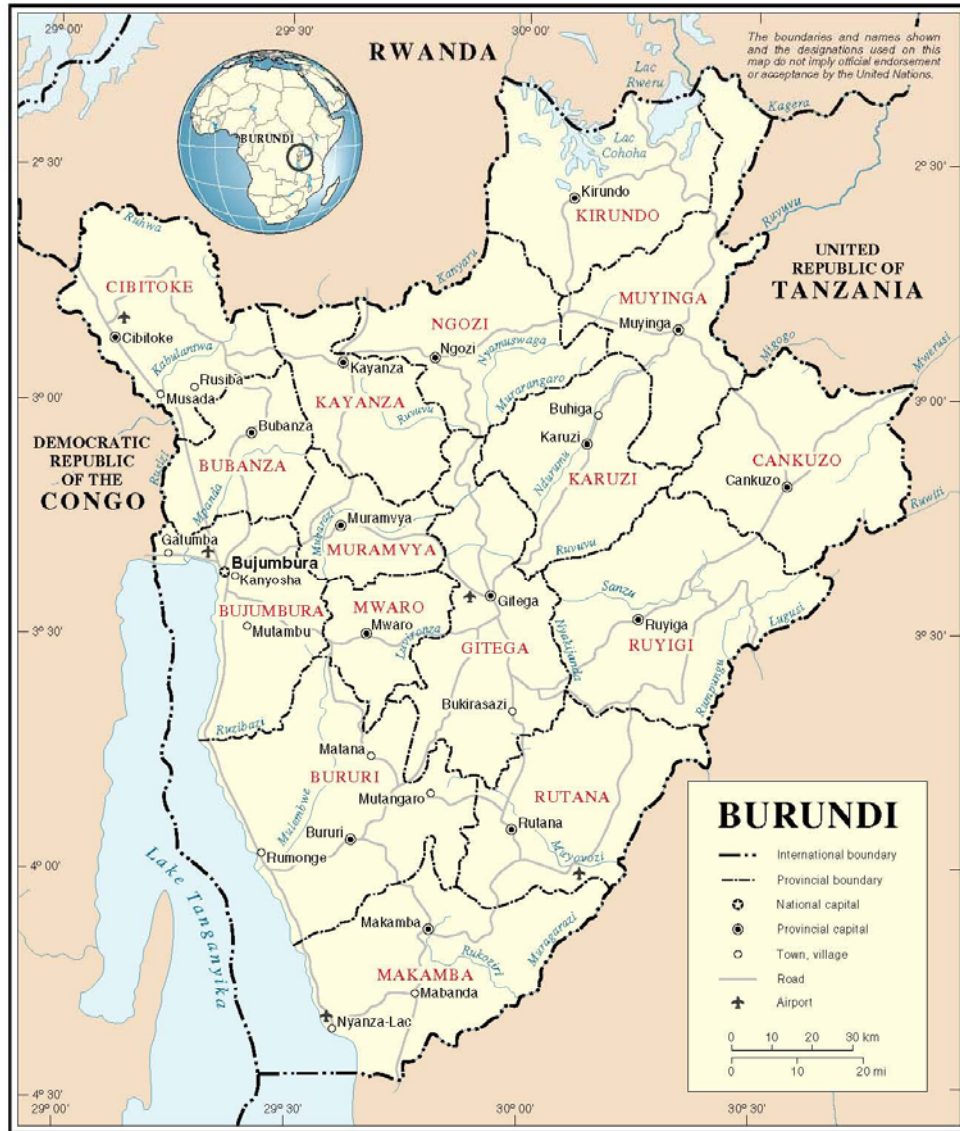 29° 00'
29° 30'
30° 00'
RWANDA
The boundaries and names shown
and the designations used on this
map do not imply official endorsement
or acceptance by the United Nations.
Lac
Rweru
Kagera
BURUNDI
Lac
Cohoha
2° 30'
2° 30'
Kirundo
KIRUNDO
Ruhwa
Ruvuvu
Kanyaru
UNITED
REPUBLIC OF
TANZANIA
CIBITOKE
MUYINGA
NGOZI
Muyinga
Cibiloke
Kabulantwa
Ngozi
Nyamuswaga
Migogo
Mwerusi
Kayanza
Rusiba
Musada
3° 00'
3° 00'
KAYANZA
Ruvuvu
Murarangaro
Buhiga
Bubanza
Karuzi
DEMOCRATIC
REPUBLIC
OF THE
CONGO
BUBANZA
Rusizi
Mpanda
Ndurumu
KARUZI
CANKUZO
Cankuzo
Ruwiti
Muramvya
Mubarazi
MURAMVYA
Gatumba
Ruvuvu
Bujumbura
Kanyosha
BUJUMBURA
MWARO
Mwaro
Luvironza
Gitega
GITEGA
Sanzu
Ruyiga
RUYIGI
Lugusi
Mulambu
3° 30'
3° 30'
Nyakijanda
Rumpungu
Bukirasazi
Ruzibazi
Matana
BURURI
Mutangaro
RUTANA
Mulembwe
Bururi
Rutana
Rumonge
Muyovozi
4° 00'
Makamba
Rukoziri
Muragarazi
MAKAMBA
Mabanda
Nyanza-Lac
Lake Tanganyika
BURUNDI
International boundary
Provincial boundary
National capital
Provincial capital
Town, village
Road
Airport
0 10 20 30 km
0 10 20 mi
4° 30'
29° 00'
29° 30'
30° 00'
30° 30'